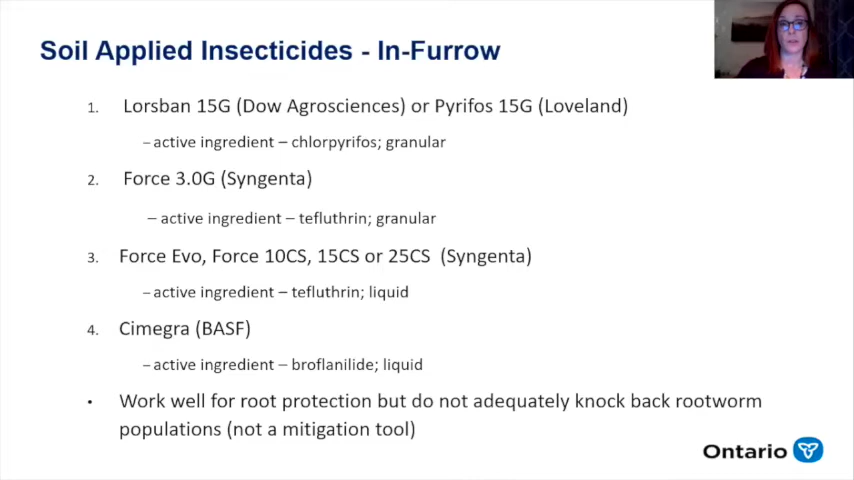 Soil Applied Insecticides - In-Furrow
1. Lorsban 15G (Dow Agrosciences) or Pyrifos 15G (Loveland)
– active ingredient – chlorpyrifos; granular
2. Force 3.0G (Syngenta)
– active ingredient – tefluthrin; granular
3. Force Evo, Force 10CS, 15CS or 25CS (Syngenta)
– active ingredient – tefluthrin; liquid
4. Cimegra (BASF)
– active ingredient – broflanilide; liquid
• Work well for root protection but do not adequately knock back rootworm
populations (not a mitigation tool)
Ontario